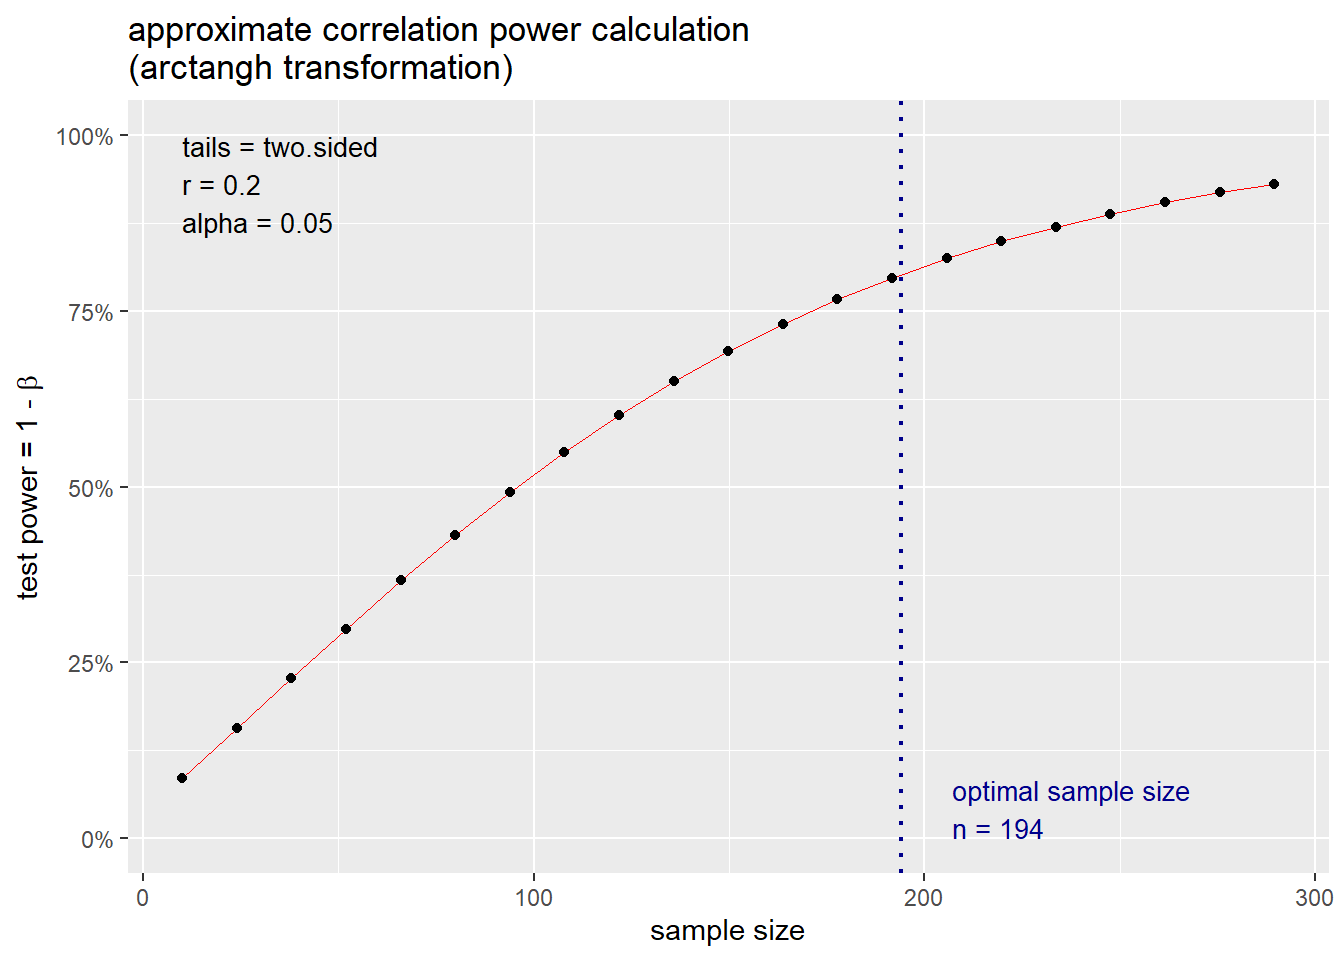 approximate correlation power calculation
(arctangh transformation)
tails = two.sided
r = 0.2
alpha = 0.05
100%
75%
50%
25%
0%
test power = 1 - β
optimal sample size
n = 194
0
100
200
300
sample size